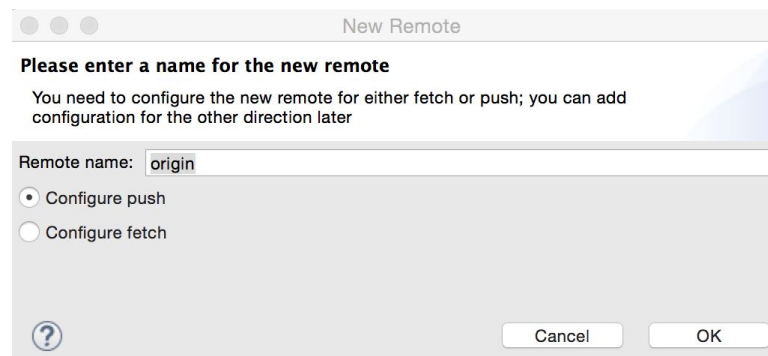 New Remote
Please enter a name for the new remote
You need to configure the new remote for either fetch or push; you can add
configuration for the other direction later
Remote name: origin
Configure push
Configure fetch
?
Cancel
OK